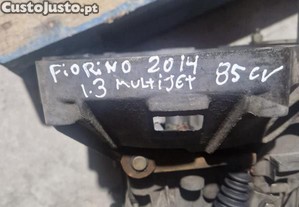 CustoJusto.pt
FiORiNO 2014
1.3 MULTIJET 85 CV